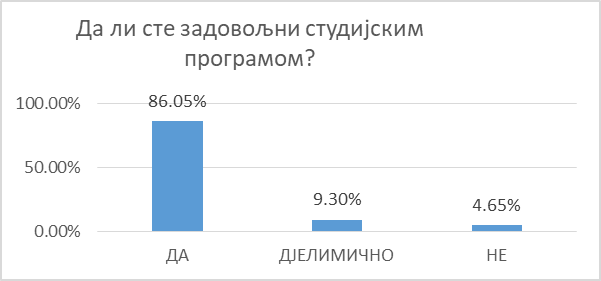 Да ли сте задовољни студијским
програмом?
86.05%
100.00%
50.00%
9.30%
4.65%
0.00%
ДА ДЈЕЛИМИЧНО НЕ